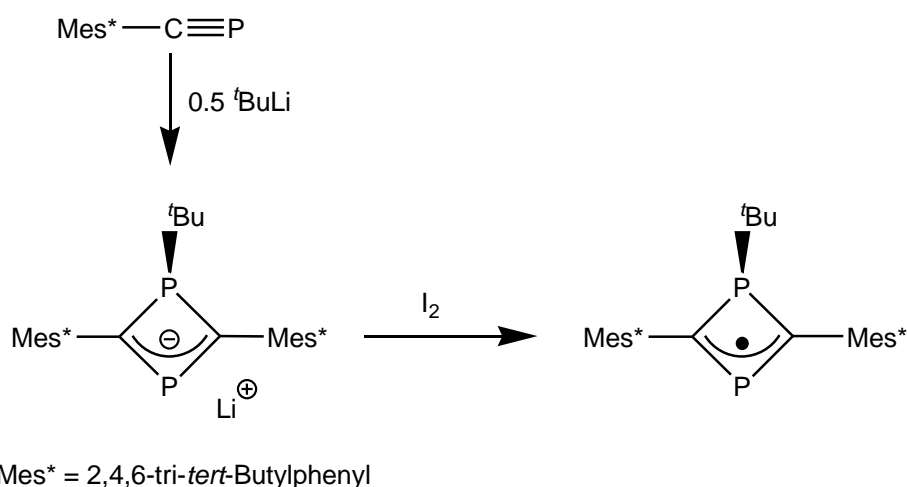 Mes* C P
0.5 tBuLi
tBu tBu
P P
Mes* ⊖ Mes* I2 Mes* • Mes*
P P
Li⊕
Mes* = 2,4,6-tri-tert-Butylphenyl